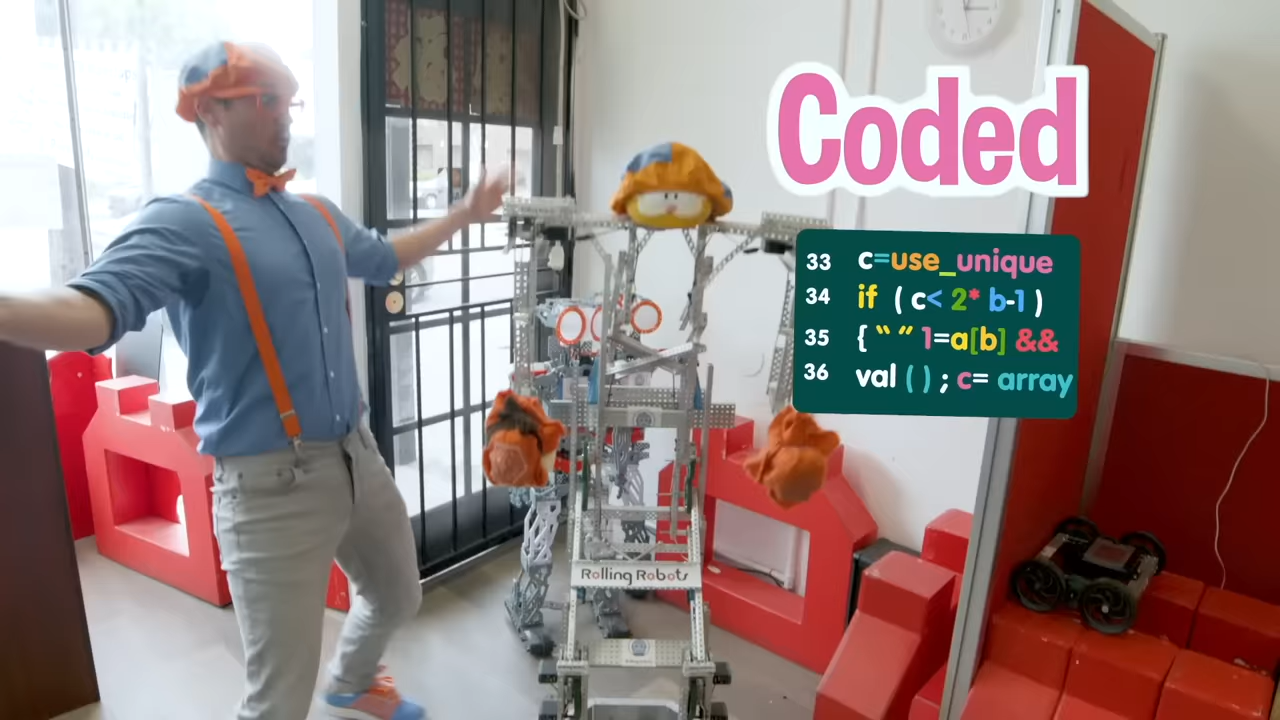 Coded
33 c=use_unique
34 if ( c< 2* b-1 )
35 { “ ” 1=a[b] &&
36 val ( ) ; c= array
Rolling Robots